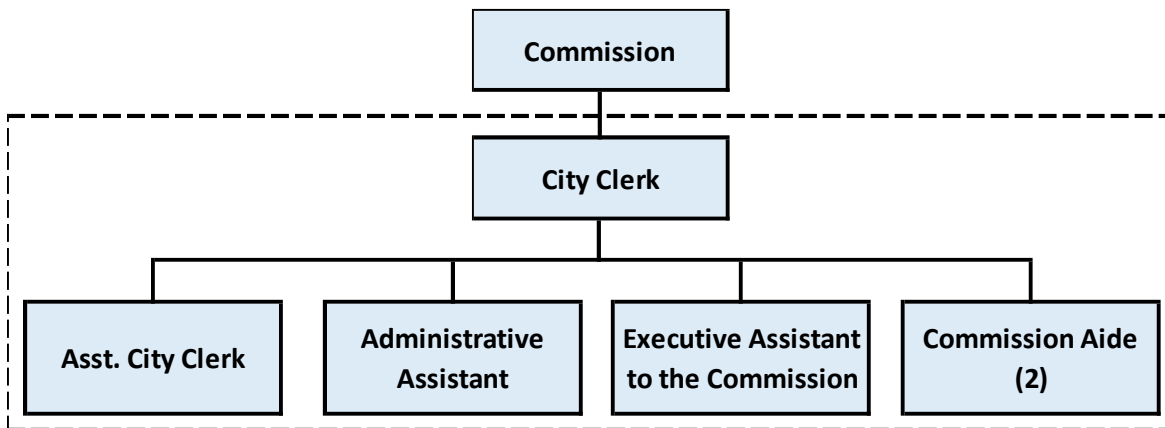 Commission
City Clerk
Asst. City Clerk
Administrative
Assistant
Executive Assistant
to the Commission
Commission Aide
(2)